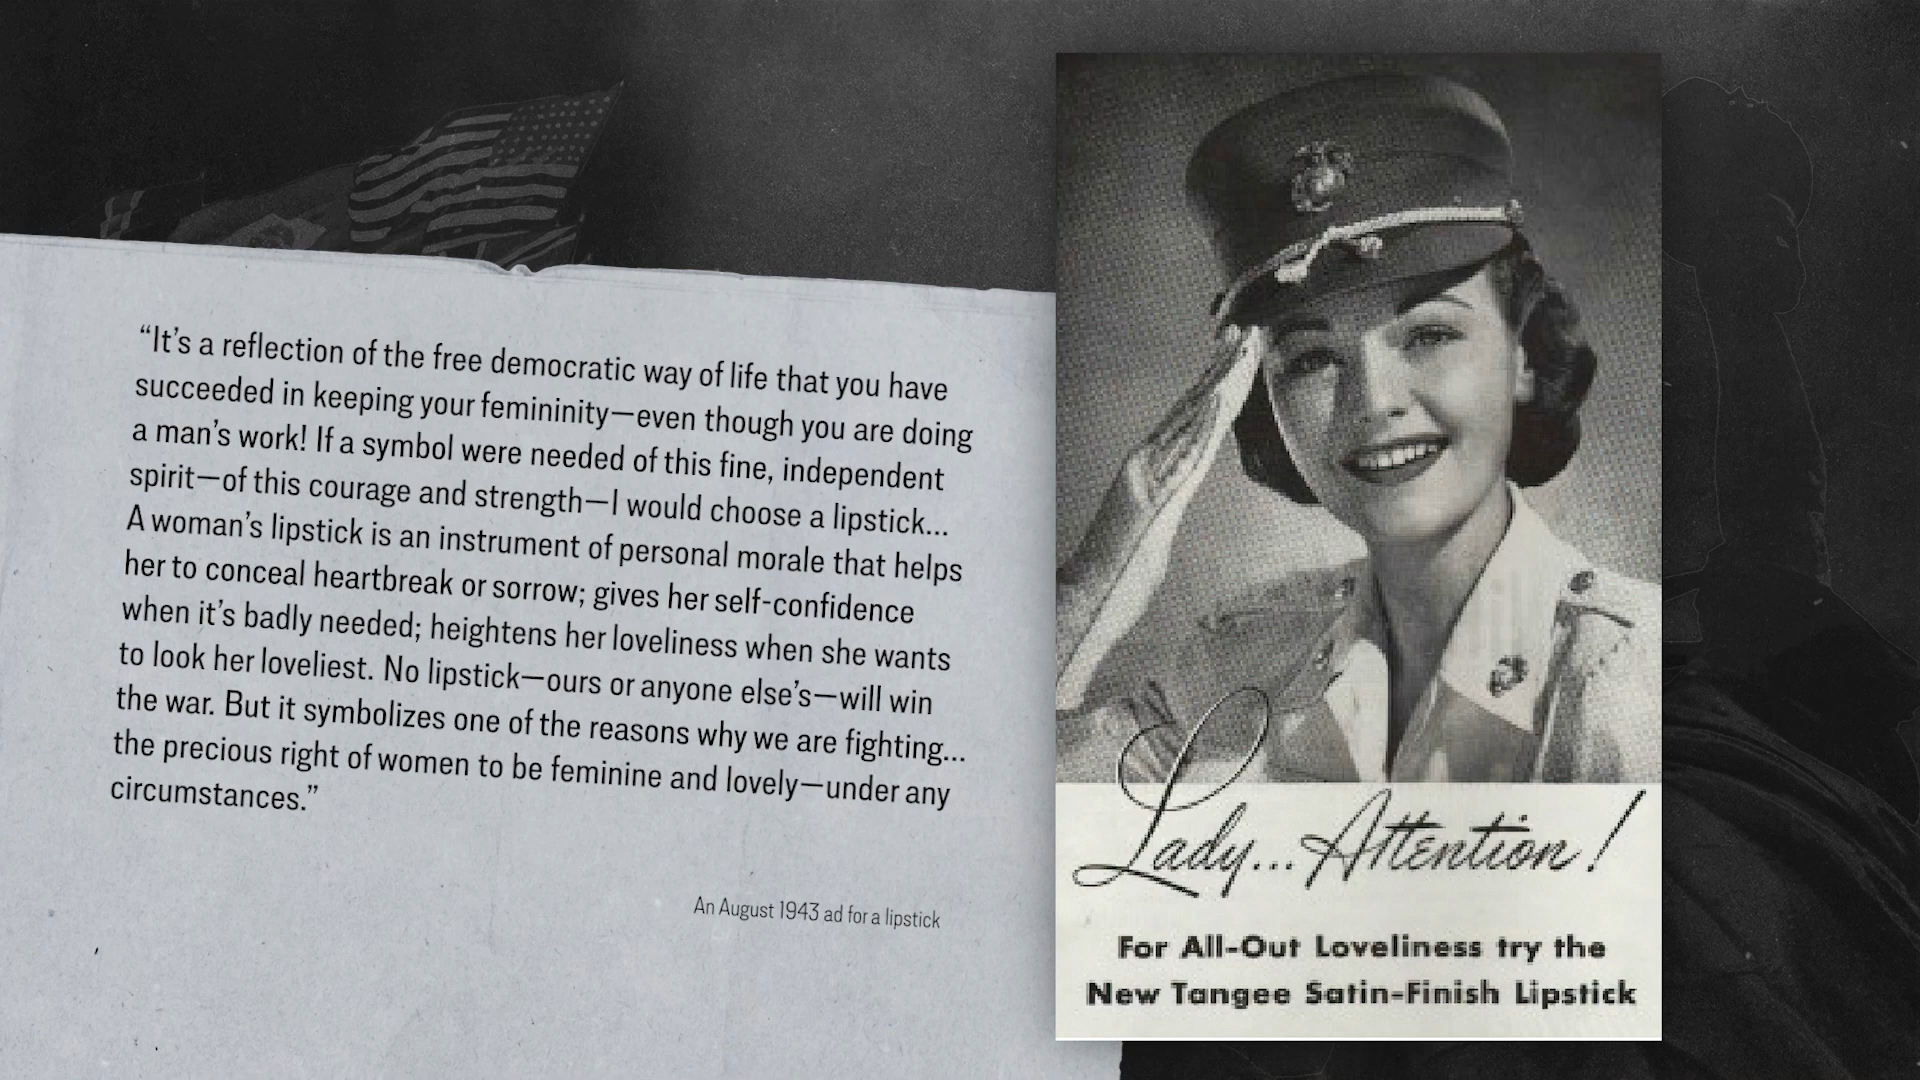 “It’s a reflection of the free democratic way of life that you have
succeeded in keeping your femininity—even though you are doing
a man’s work! If a symbol were needed of this fine, independent
spirit—of this courage and strength—I would choose a lipstick...
A woman’s lipstick is an instrument of personal morale that helps
her to conceal heartbreak or sorrow; gives her self-confidence
when it’s badly needed; heightens her loveliness when she wants
to look her loveliest. No lipstick—ours or anyone else’s—will win
the war. But it symbolizes one of the reasons why we are fighting...
the precious right of women to be feminine and lovely—under any
circumstances.”
An August 1943 ad for a lipstick
Lady... Attention!
For All-Out Loveliness try the
New Tangee Satin-Finish Lipstick